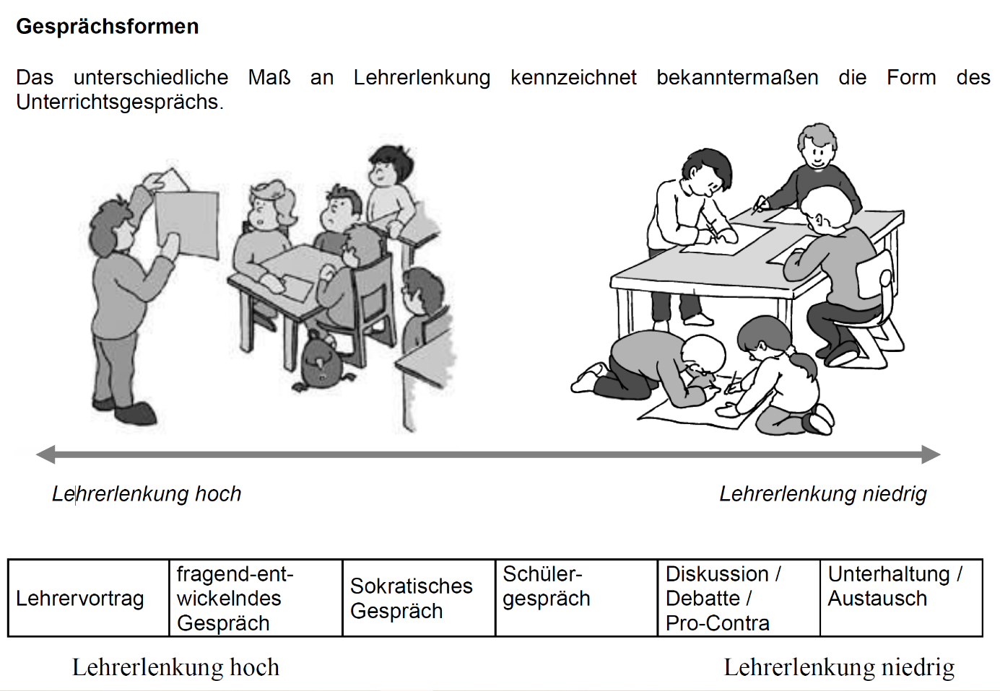 Gesprächsformen
Das unterschiedliche Maß an Lehrerlenkung kennzeichnet bekanntermaßen die Form des
Unterrichtsgesprächs.
Lehrerlenkung hoch
Lehrerlenkung niedrig
Lehrervortrag
fragend-ent-
wickelndes
Gespräch
Sokratisches
Gespräch
Schüler-
gespräch
Diskussion /
Debatte /
Pro-Contra
Unterhaltung /
Austausch
Lehrerlenkung hoch
Lehrerlenkung niedrig